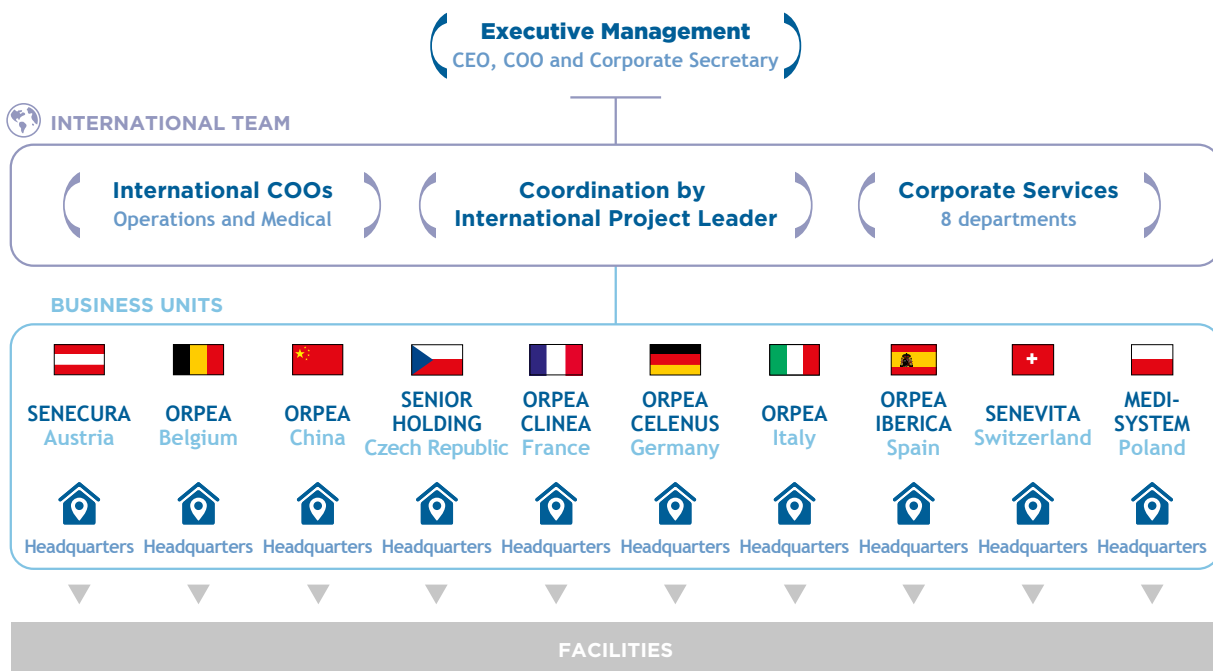 Executive Management
CEO, COO and Corporate Secretary
INTERNATIONAL TEAM
International COOs
Operations and Medical
Coordination by
International Project Leader
Corporate Services
8 departments
BUSINESS UNITS
SENECURA
Austria
ORPEA
Belgium
ORPEA
China
SENIOR
HOLDING
Czech Republic
ORPEA
CLINEA
France
ORPEA
CELENUS
Germany
ORPEA
Italy
ORPEA
IBERICA
Spain
SENEVITA
Switzerland
MEDI-
SYSTEM
Poland
Headquarters
Headquarters
Headquarters
Headquarters
Headquarters
Headquarters
Headquarters
Headquarters
Headquarters
Headquarters
FACILITIES